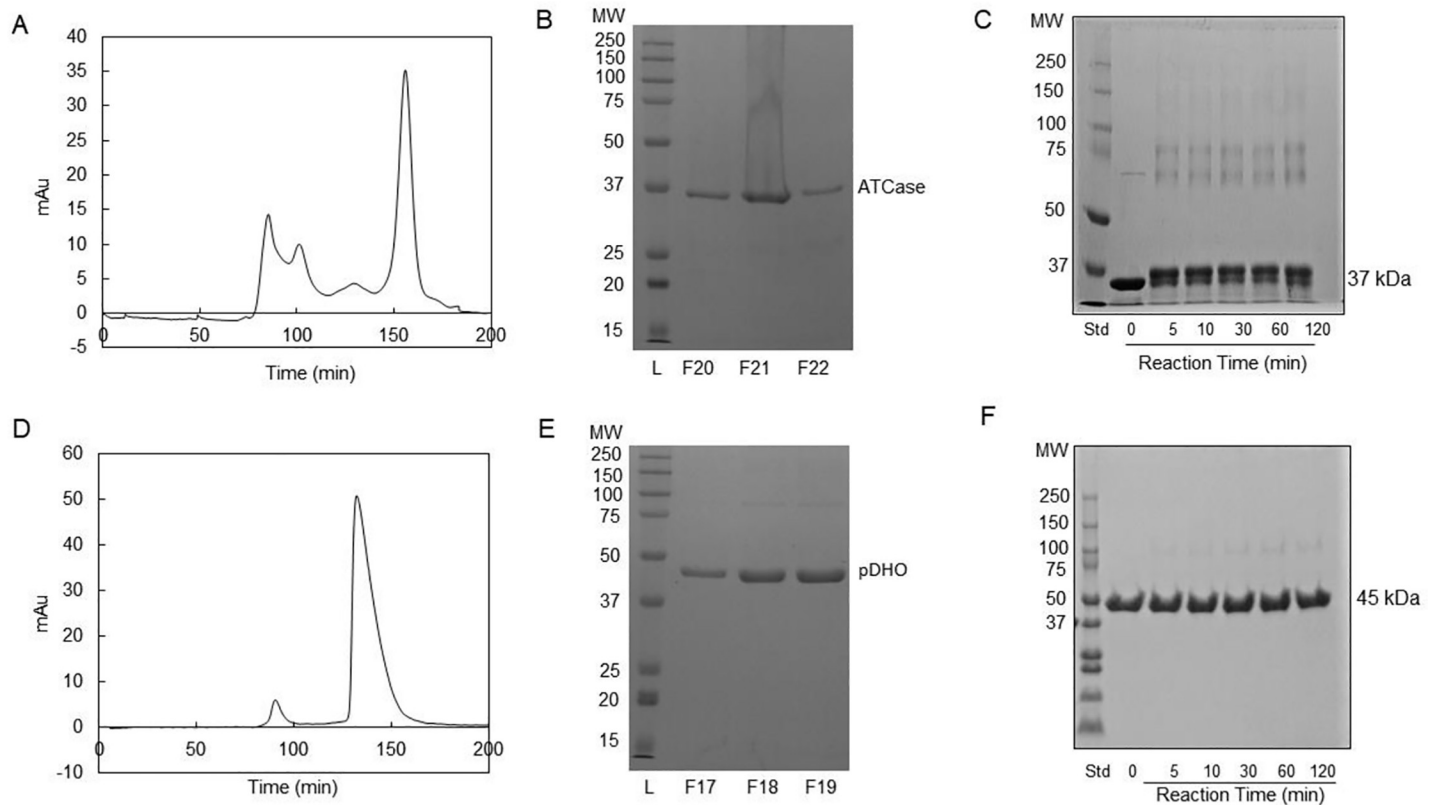 A
40
35
30
25
20
15
10
5
0
-5
mAu
0 50 100 150 200
Time (min)
B
MW
250
150
100
75
50
37
25
20
15
ATCase
L F20 F21 F22
C
MW
250
150
100
75
50
37
37 kDa
Std 0 5 10 30 60 120
Reaction Time (min)
D
60
50
40
30
20
10
0
-10
mAu
0 50 100 150 200
Time (min)
E
MW
250
150
100
75
50
37
25
20
15
pDHO
L F17 F18 F19
F
MW
250
150
100
75
50
37
45 kDa
Std 0 5 10 30 60 120
Reaction Time (min)